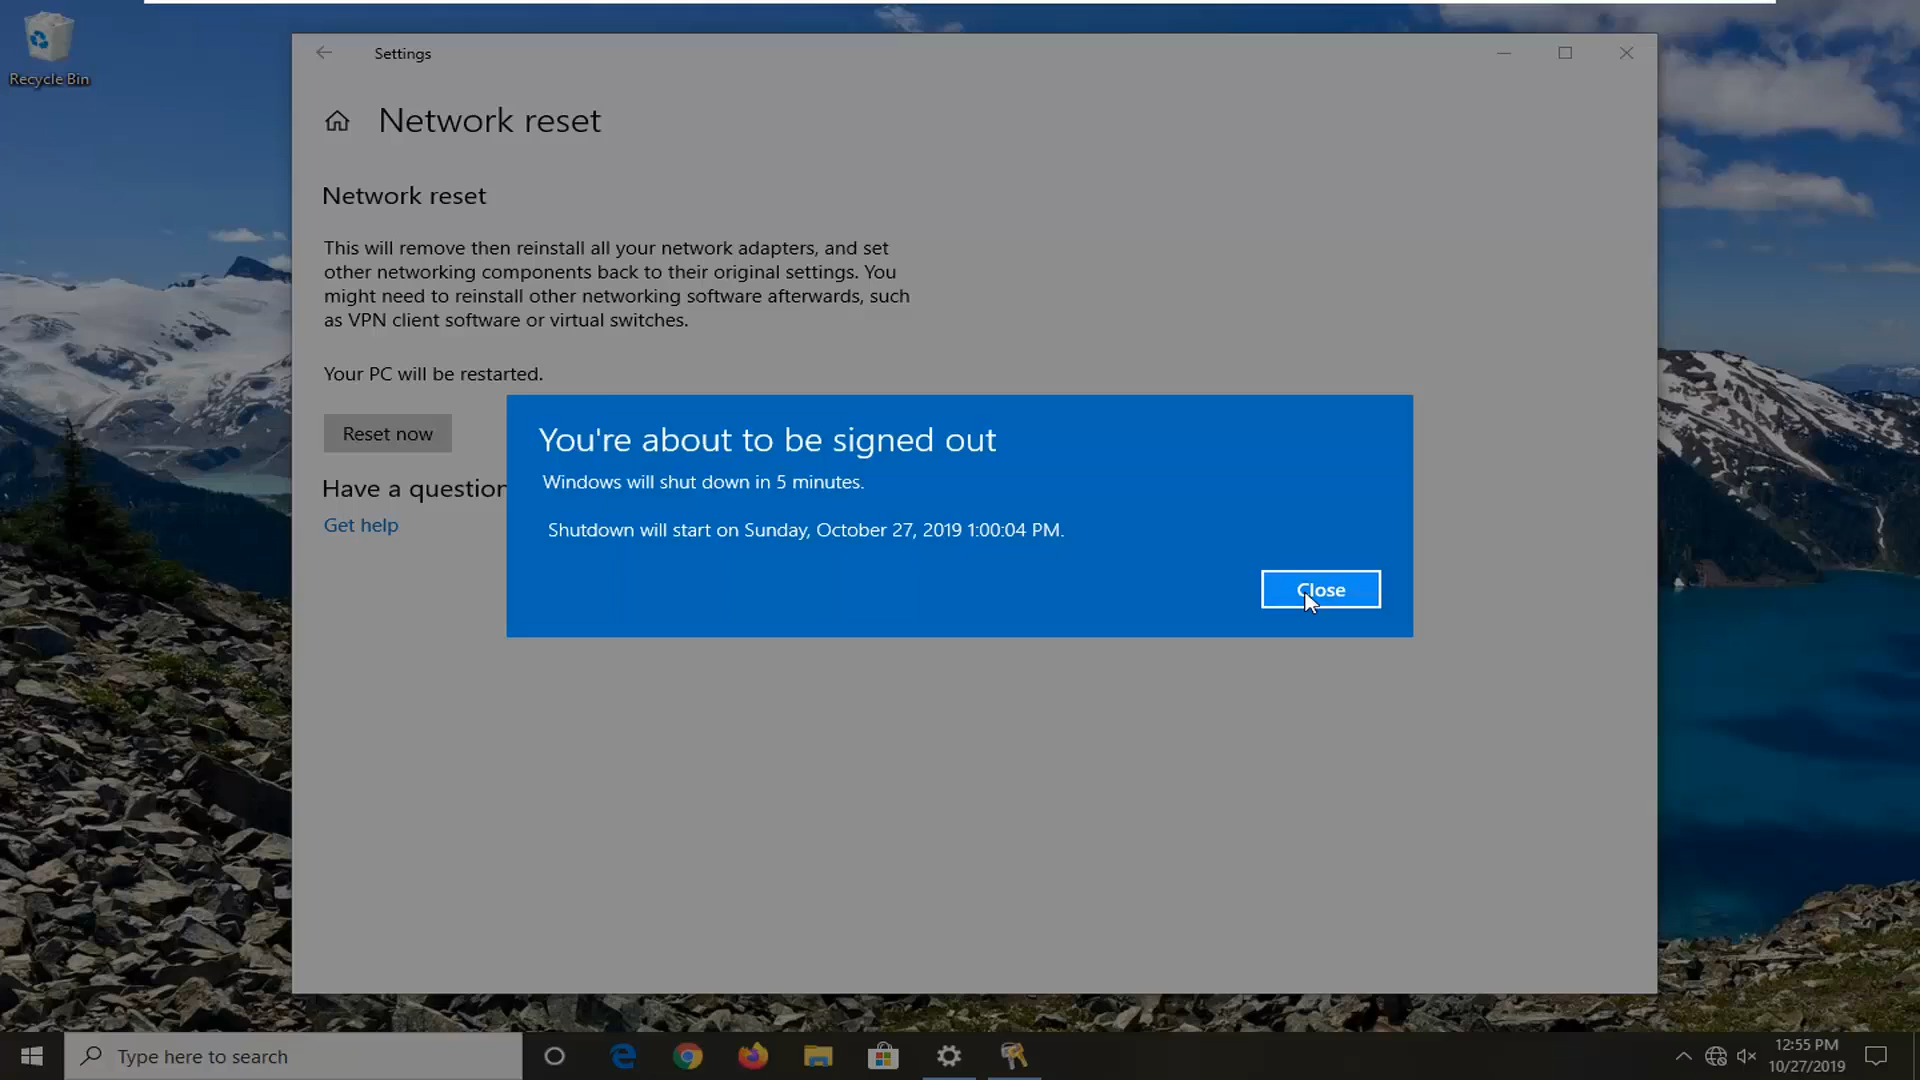 Recycle Bin
Settings
Network reset
Network reset
This will remove then reinstall all your network adapters, and set
other networking components back to their original settings. You
might need to reinstall other networking software afterwards, such
as VPN client software or virtual switches.
Your PC will be restarted.
Reset now
Have a question
Get help
You're about to be signed out
Windows will shut down in 5 minutes.
Shutdown will start on Sunday, October 27, 2019 1:00:04 PM.
Close
Type here to search
12:55 PM
10/27/2019